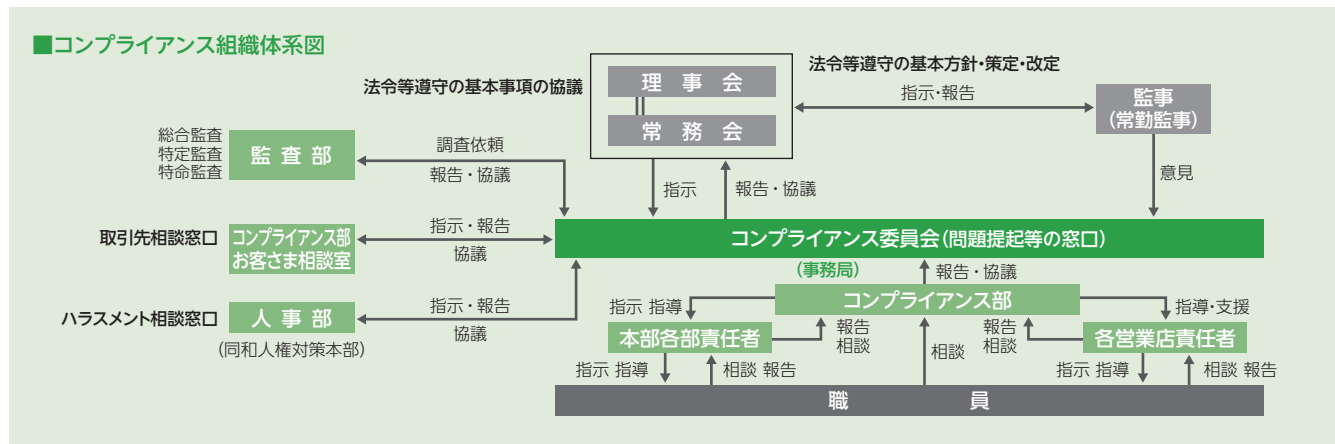 ■コンプライアンス組織体系図
法令等遵守の基本事項の協議
理事会
常務会
法令等遵守の基本方針・策定・改定
指示・報告
監事
(常勤監事)
総合監査
特定監査
特命監査
監査部
調査依頼
報告・協議
指示
報告・協議
意見
取引先相談窓口
コンプライアンス部
お客さま相談室
指示・報告
協議
コンプライアンス委員会(問題提起等の窓口)
(事務局)
報告・協議
コンプライアンス部
ハラスメント相談窓口
人事部
(同和人権対策本部)
指示・報告
協議
指示 指導
指導・支援
本部各部責任者
報告
相談
相談
報告
相談
各営業店責任者
指示 指導
相談 報告
指示 指導
相談 報告
職員